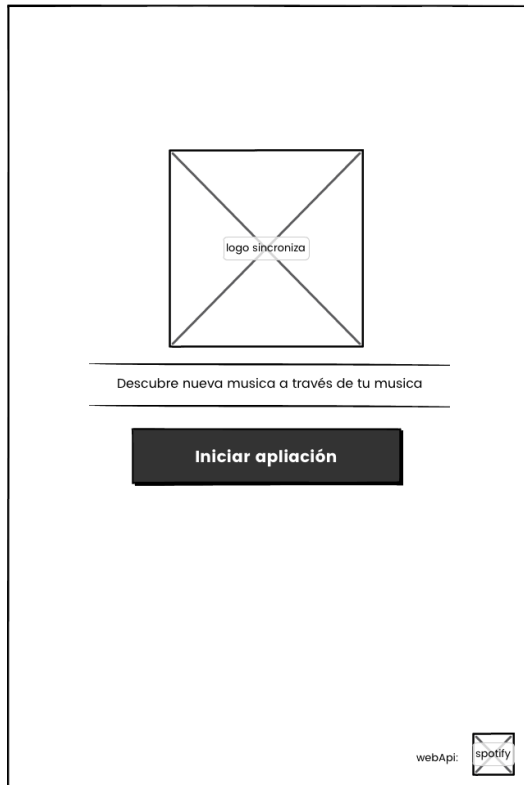 logo sincroniza
Descubre nueva musica a través de tu musica
Iniciar apliación
webApi:
spotify